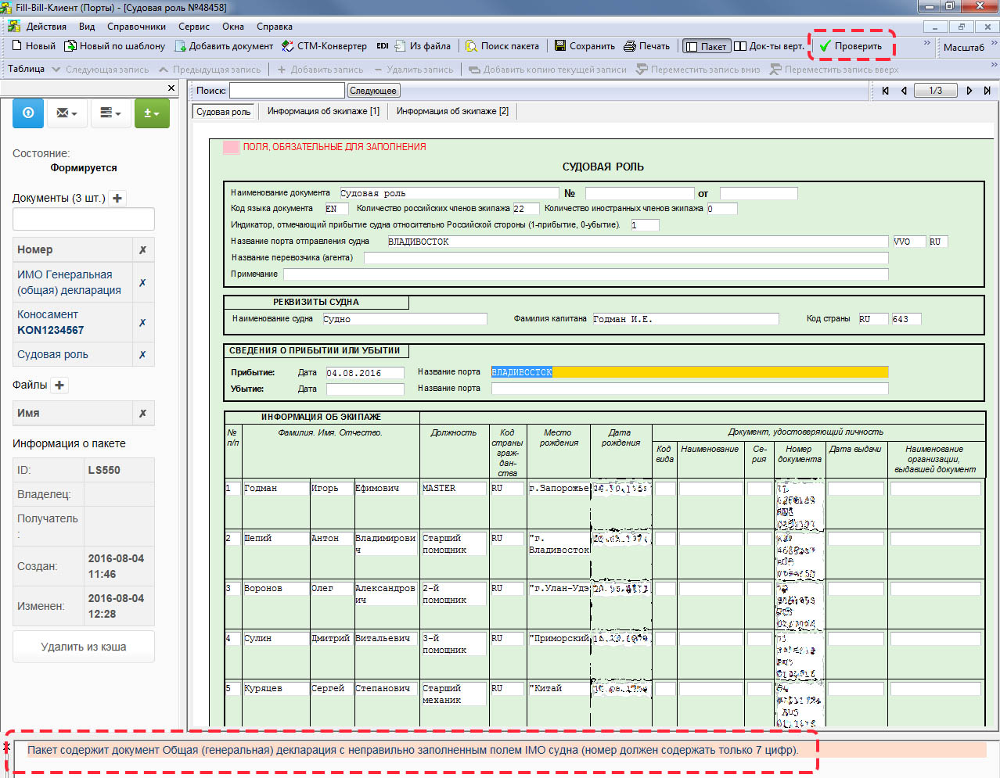 Fill-Bill-Клиент (Порты) - [Судовая роль №48458]
Действия Вид Справочники Сервис Окна Справка
Новый Новый по шаблону Добавить документ СТМ-Конвертер EDI Из файла Поиск пакета Сохранить Печать Пакет Док-ты верт. Проверить Масштаб
Таблица Следующая запись Предыдущая запись Добавить запись Удалить запись Добавить копию текущей записи Переместить запись вниз Переместить запись вверх
Поиск: Следующее 1/3
Судовая роль Информация об экипаже [1] Информация об экипаже [2]
Состояние:
Формируется
Документы (3 шт.)
Номер
ИМО Генеральная
(общая) декларация
Коносамент
KON1234567
Судовая роль
Файлы
Имя
Информация о пакете
ID: LS550
Владелец:
Получатель
:
Создан: 2016-08-04
11:46
Изменен: 2016-08-04
12:28
Удалить из кэша
ПОЛЯ, ОБЯЗАТЕЛЬНЫЕ ДЛЯ ЗАПОЛНЕНИЯ
СУДОВАЯ РОЛЬ
Наименование документа Судовая роль № от
Код языка документа EN Количество российских членов экипажа 22 Количество иностранных членов экипажа 0
Индикатор, отмечающий прибытие судна относительно Российской стороны (1-прибытие, 0-убытие). 1
Название порта отправления судна ВЛАДИВОСТОК VVO RU
Название перевозчика (агента)
Примечание
РЕКВИЗИТЫ СУДНА
Наименование судна Судно Фамилия капитана Годман И.Е. Код страны RU 643
СВЕДЕНИЯ О ПРИБЫТИИ ИЛИ УБЫТИИ
Прибытие: Дата 04.08.2016 Название порта ВЛАДИВОСТОК
Убытие: Дата Название порта
ИНФОРМАЦИЯ ОБ ЭКИПАЖЕ
№ п/п Фамилия. Имя. Отчество. Должность Код страны граж-дан-ства Место рождения Дата рождения Документ, удостоверяющий личность
Код вида Наименование Се-рия Номер документа Дата выдачи Наименование организации, выдавшей документ
1 Годман Игорь Ефимович MASTER RU г.Запорожье
2 Шепий Антон Владимирович Старший помощник RU "г. Владивосток
3 Воронов Олег Александрович 2-й помощник RU "г.Улан-Удэ
4 Сулин Дмитрий Витальевич 3-й помощник RU "Приморский
5 Куряцев Сергей Степанович Старший механик RU "Китай
Пакет содержит документ Общая (генеральная) декларация с неправильно заполненным полем IMO судна (номер должен содержать только 7 цифр).